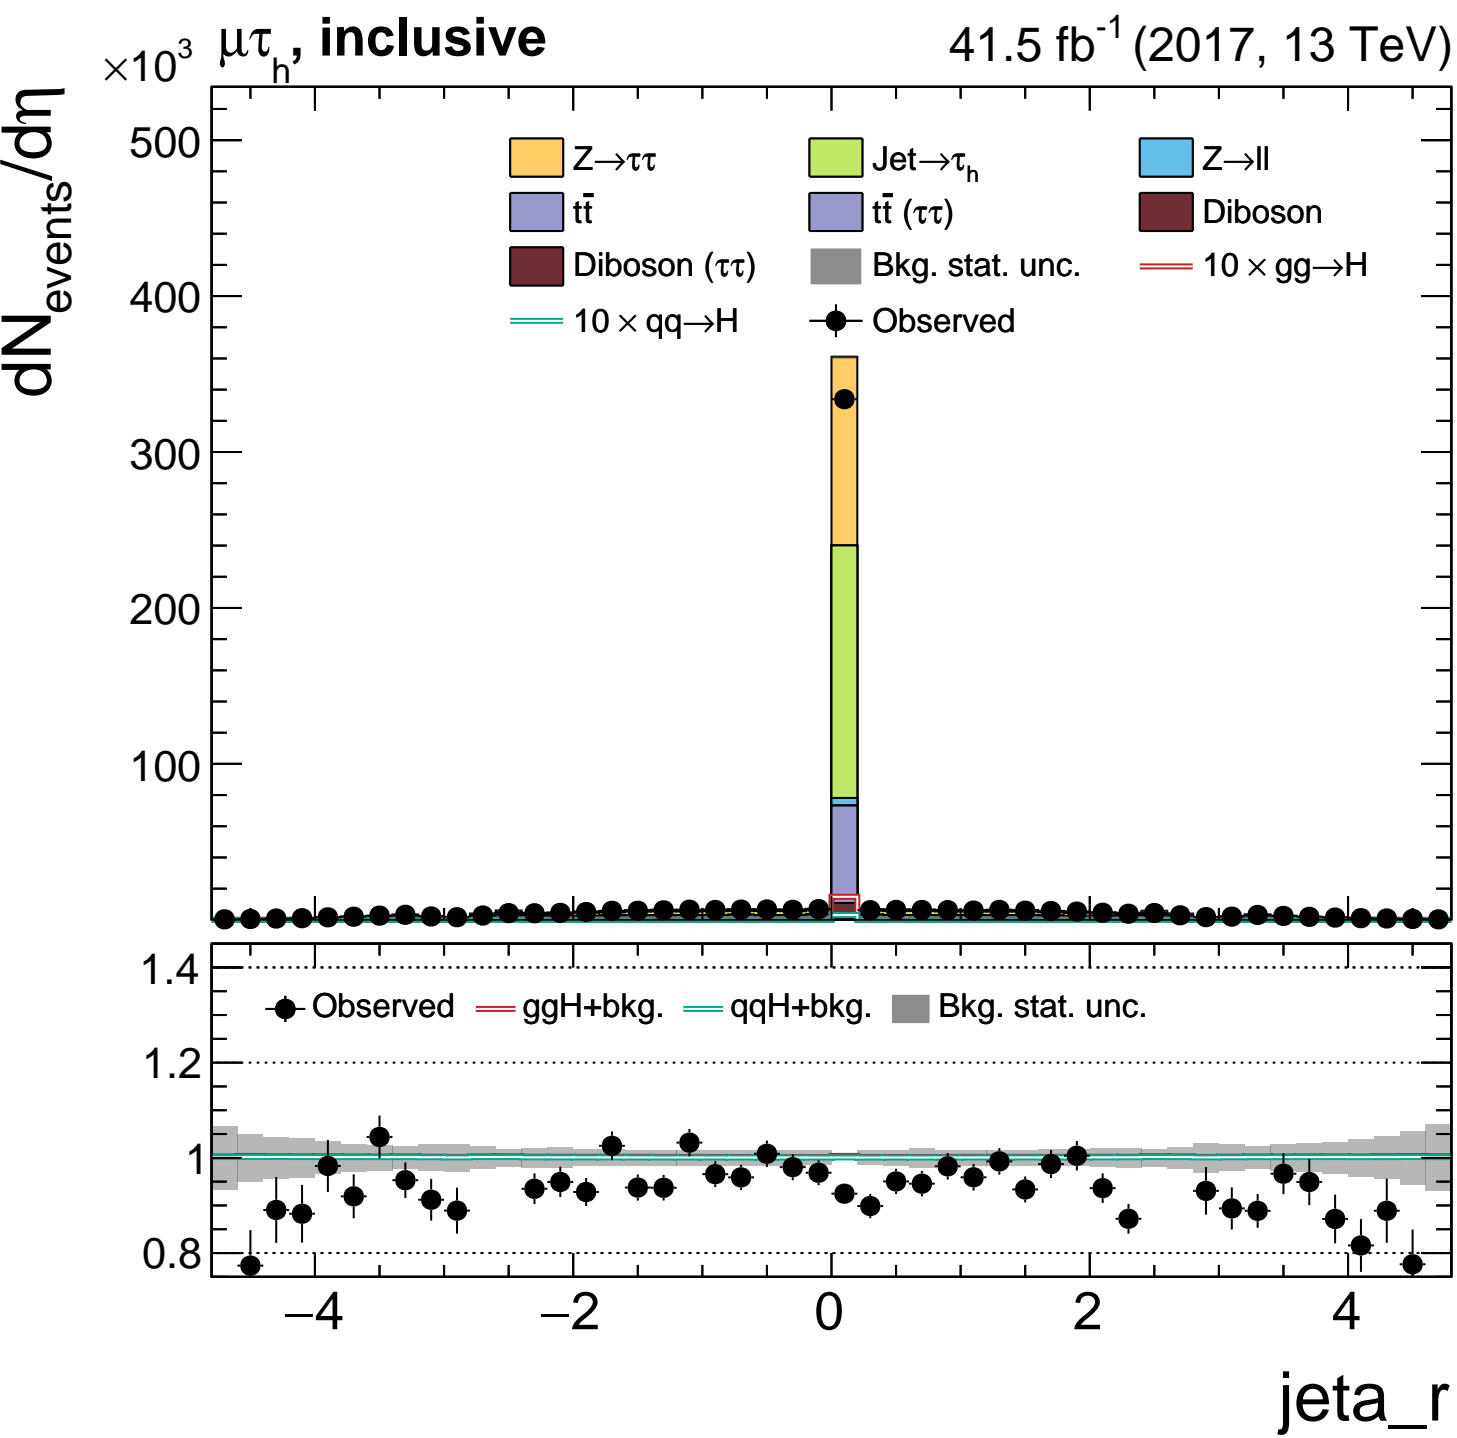 ×10³ μτₕ, inclusive 41.5 fb⁻¹ (2017, 13 TeV)
dN_events/dη
500
400
300
200
100
Z→ττ Jet→τₕ Z→ll
tt̄ tt̄ (ττ) Diboson
Diboson (ττ) Bkg. stat. unc. 10 × gg→H
10 × qq→H Observed
1.4
1.2
1
0.8
Observed ggH+bkg. qqH+bkg. Bkg. stat. unc.
−4 −2 0 2 4
jeta_r